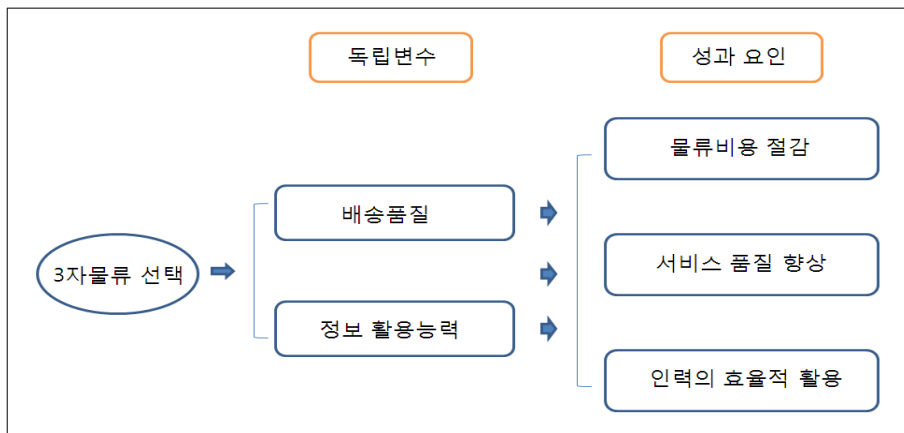 독립변수
성과 요인
물류비용 절감
배송품질
서비스 품질 향상
3자물류 선택
정보 활용능력
인력의 효율적 활용